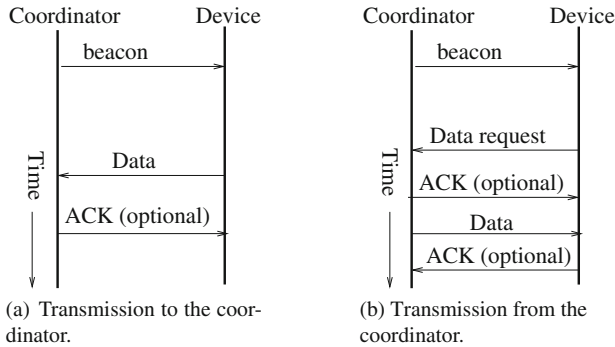 Coordinator
Device
beacon
Data
ACK (optional)
Time
(a) Transmission to the coor-
dinator.
Coordinator
Device
beacon
Data request
ACK (optional)
Data
ACK (optional)
Time
(b) Transmission from the
coordinator.